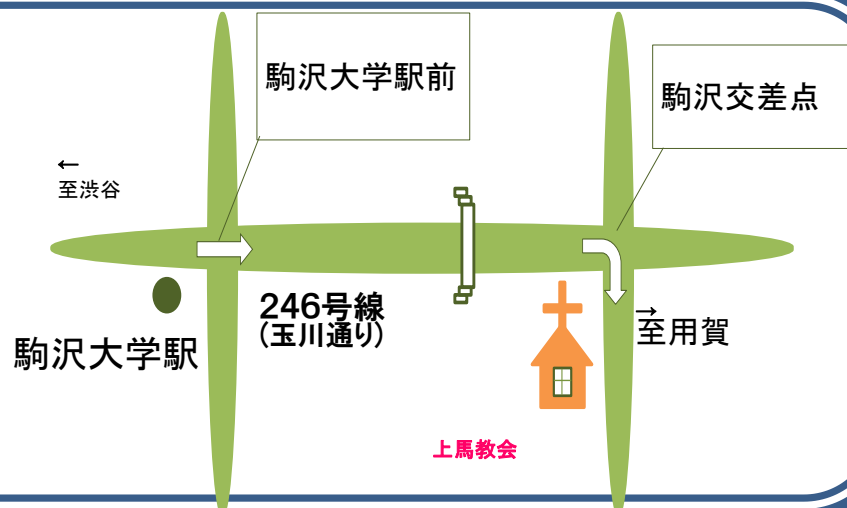 駒沢大学駅前
駒沢交差点
←
至渋谷
246号線
(玉川通り)
→
至用賀
駒沢大学駅
上馬教会